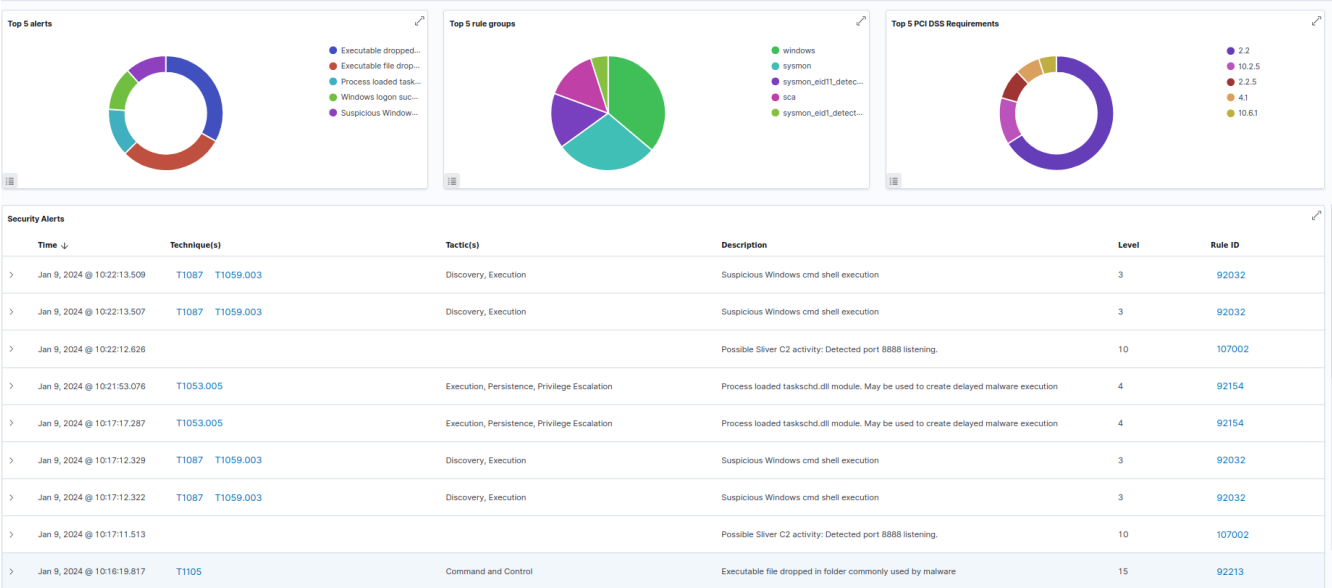 Top 5 alerts
Executable dropped...
Executable file drop...
Process loaded task...
Windows logon suc...
Suspicious Window...
Top 5 rule groups
windows
sysmon
sysmon_eid11_detec...
sca
sysmon_eid1_detect...
Top 5 PCI DSS Requirements
2.2
10.2.5
2.2.5
4.1
10.6.1
Security Alerts
Time Technique(s) Tactic(s) Description Level Rule ID
Jan 9, 2024 @ 10:22:13.509 T1087 T1059.003 Discovery, Execution Suspicious Windows cmd shell execution 3 92032
Jan 9, 2024 @ 10:22:13.507 T1087 T1059.003 Discovery, Execution Suspicious Windows cmd shell execution 3 92032
Jan 9, 2024 @ 10:22:12.626 Possible Sliver C2 activity: Detected port 8888 listening. 10 107002
Jan 9, 2024 @ 10:21:53.076 T1053.005 Execution, Persistence, Privilege Escalation Process loaded taskschd.dll module. May be used to create delayed malware execution 4 92154
Jan 9, 2024 @ 10:17:17.287 T1053.005 Execution, Persistence, Privilege Escalation Process loaded taskschd.dll module. May be used to create delayed malware execution 4 92154
Jan 9, 2024 @ 10:17:12.329 T1087 T1059.003 Discovery, Execution Suspicious Windows cmd shell execution 3 92032
Jan 9, 2024 @ 10:17:12.322 T1087 T1059.003 Discovery, Execution Suspicious Windows cmd shell execution 3 92032
Jan 9, 2024 @ 10:17:11.513 Possible Sliver C2 activity: Detected port 8888 listening. 10 107002
Jan 9, 2024 @ 10:16:19.817 T1105 Command and Control Executable file dropped in folder commonly used by malware 15 92213